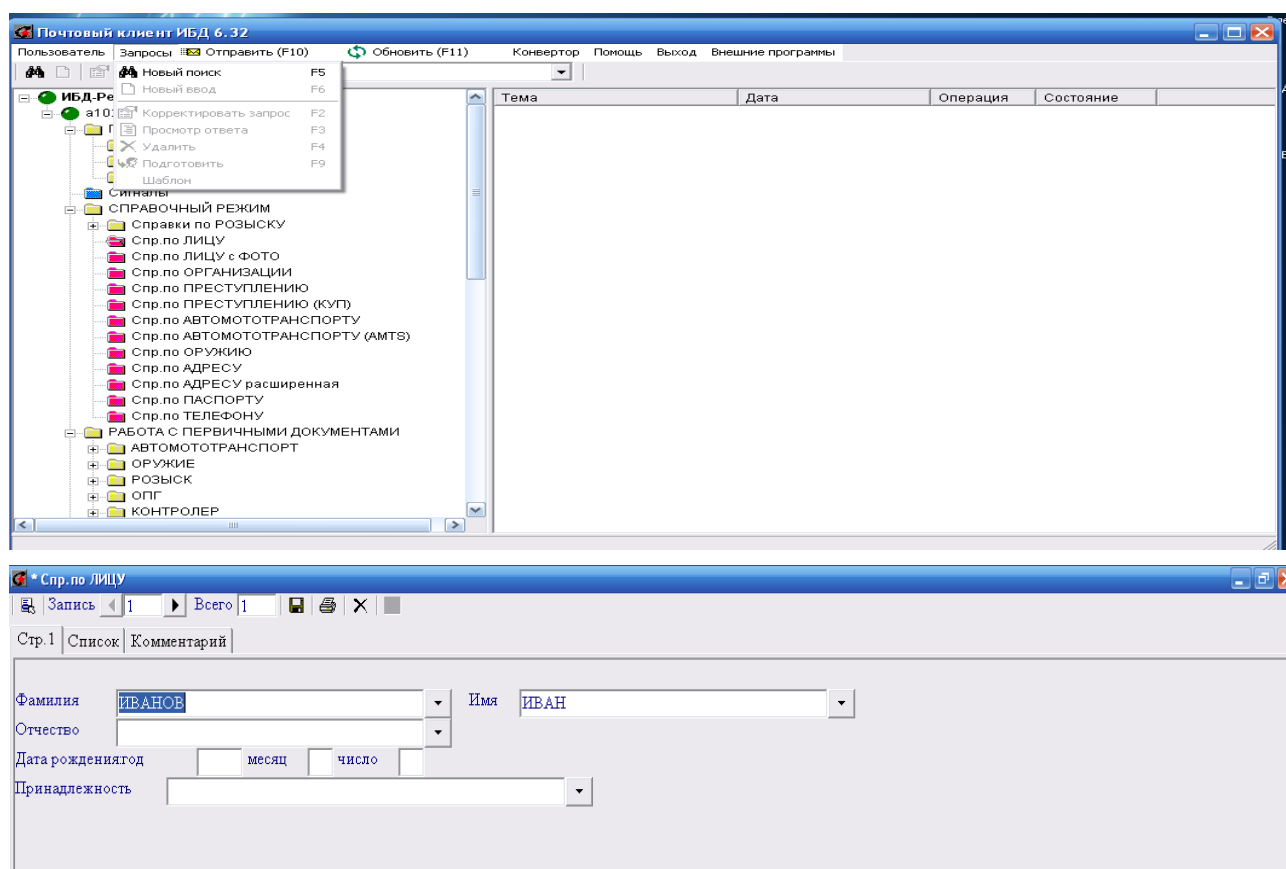 Почтовый клиент ИБД 6.32
Пользователь Запросы Отправить (F10) Обновить (F11) Конвертор Помощь Выход Внешние программы
Новый поиск F5
Новый ввод F6
Корректировать запрос F2
Просмотр ответа F3
Удалить F4
Подготовить F9
Шаблон
Тема Дата Операция Состояние
ИБД-Ре
а10
Сигналы
СПРАВОЧНЫЙ РЕЖИМ
Справки по РОЗЫСКУ
Спр.по ЛИЦУ
Спр.по ЛИЦУ с ФОТО
Спр.по ОРГАНИЗАЦИИ
Спр.по ПРЕСТУПЛЕНИЮ
Спр.по ПРЕСТУПЛЕНИЮ (КУП)
Спр.по АВТОМОТОТРАНСПОРТУ
Спр.по АВТОМОТОТРАНСПОРТУ (AMTS)
Спр.по ОРУЖИЮ
Спр.по АДРЕСУ
Спр.по АДРЕСУ расширенная
Спр.по ПАСПОРТУ
Спр.по ТЕЛЕФОНУ
РАБОТА С ПЕРВИЧНЫМИ ДОКУМЕНТАМИ
АВТОМОТОТРАНСПОРТ
ОРУЖИЕ
РОЗЫСК
ОПГ
КОНТРОЛЕР
* Спр.по ЛИЦУ
Запись 1 Всего 1
Стр.1 Список Комментарий
Фамилия ИВАНОВ Имя ИВАН
Отчество
Дата рождения:год месяц число
Принадлежность